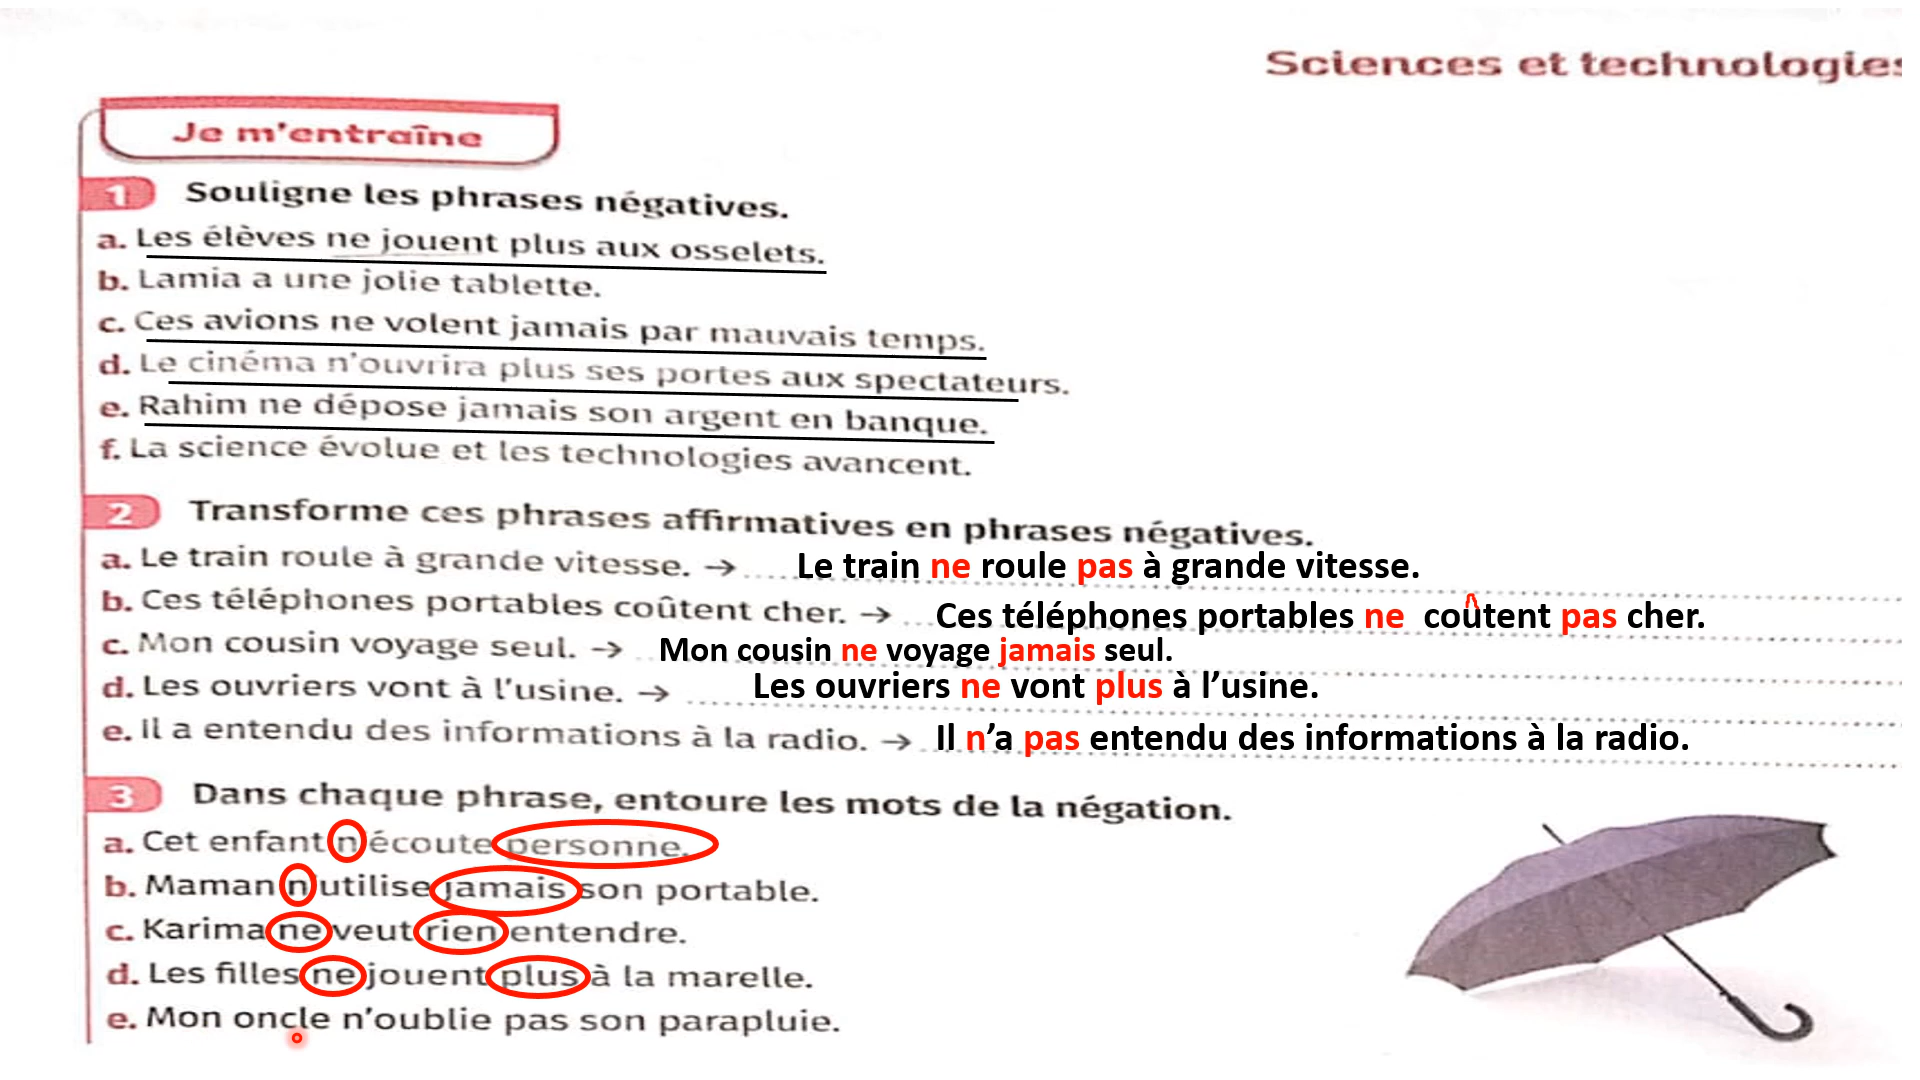 Sciences et technologies
Je m'entraîne
1 Souligne les phrases négatives.
a. Les élèves ne jouent plus aux osselets.
b. Lamia a une jolie tablette.
c. Ces avions ne volent jamais par mauvais temps.
d. Le cinéma n'ouvrira plus ses portes aux spectateurs.
e. Rahim ne dépose jamais son argent en banque.
f. La science évolue et les technologies avancent.
2 Transforme ces phrases affirmatives en phrases négatives.
a. Le train roule à grande vitesse. → Le train ne roule pas à grande vitesse.
b. Ces téléphones portables coûtent cher. → Ces téléphones portables ne coûtent pas cher.
c. Mon cousin voyage seul. → Mon cousin ne voyage jamais seul.
d. Les ouvriers vont à l'usine. → Les ouvriers ne vont plus à l’usine.
e. Il a entendu des informations à la radio. → Il n’a pas entendu des informations à la radio.
3 Dans chaque phrase, entoure les mots de la négation.
a. Cet enfant n'écoute personne.
b. Maman n'utilise jamais son portable.
c. Karima ne veut rien entendre.
d. Les filles ne jouent plus à la marelle.
e. Mon oncle n'oublie pas son parapluie.